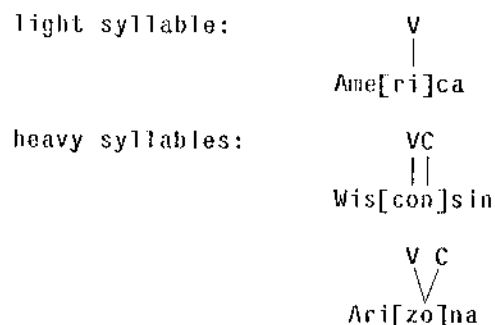 light syllable: V
Ame[ri]ca
heavy syllables: VC
Wis[con]sin
V C
Ari[zo]na